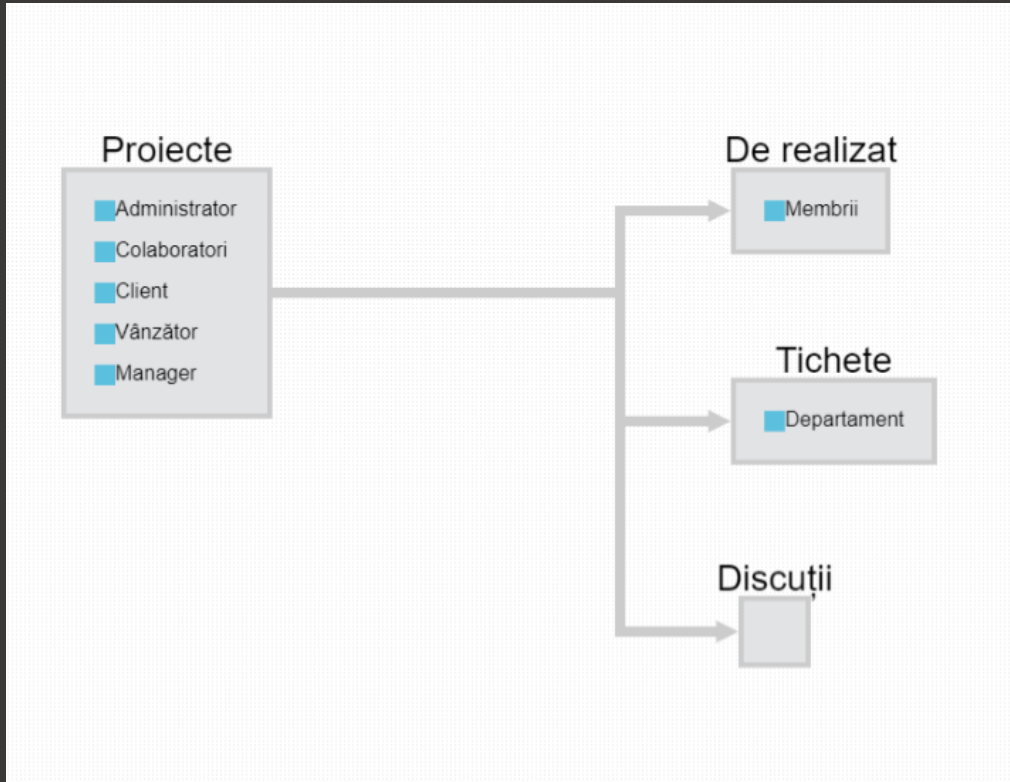 Proiecte
Administrator
Colaboratori
Client
Vânzător
Manager
De realizat
Membrii
Tichete
Departament
Discuții